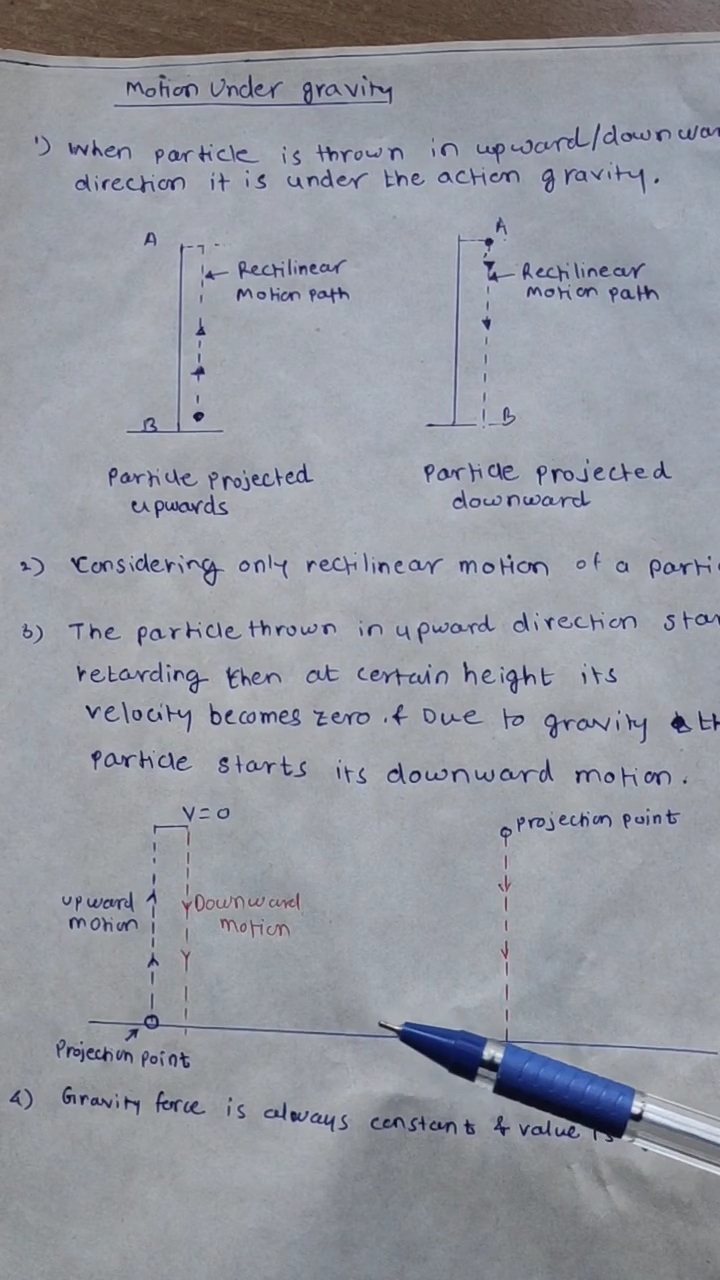 Motion Under gravity
1) When particle is thrown in upward/downwar
direction it is under the action gravity.
A
Rectilinear
Motion path
B
Particle projected
upwards
A
Rectilinear
motion path
B
Particle projected
downward
2) Considering only rectilinear motion of a parti
3) The particle thrown in upward direction star
retarding then at certain height its
velocity becomes zero. & Due to gravity th
particle starts its downward motion.
V=0
upward
motion
Downward
motion
Projection point
projection point
4) Gravity force is always constant & value is